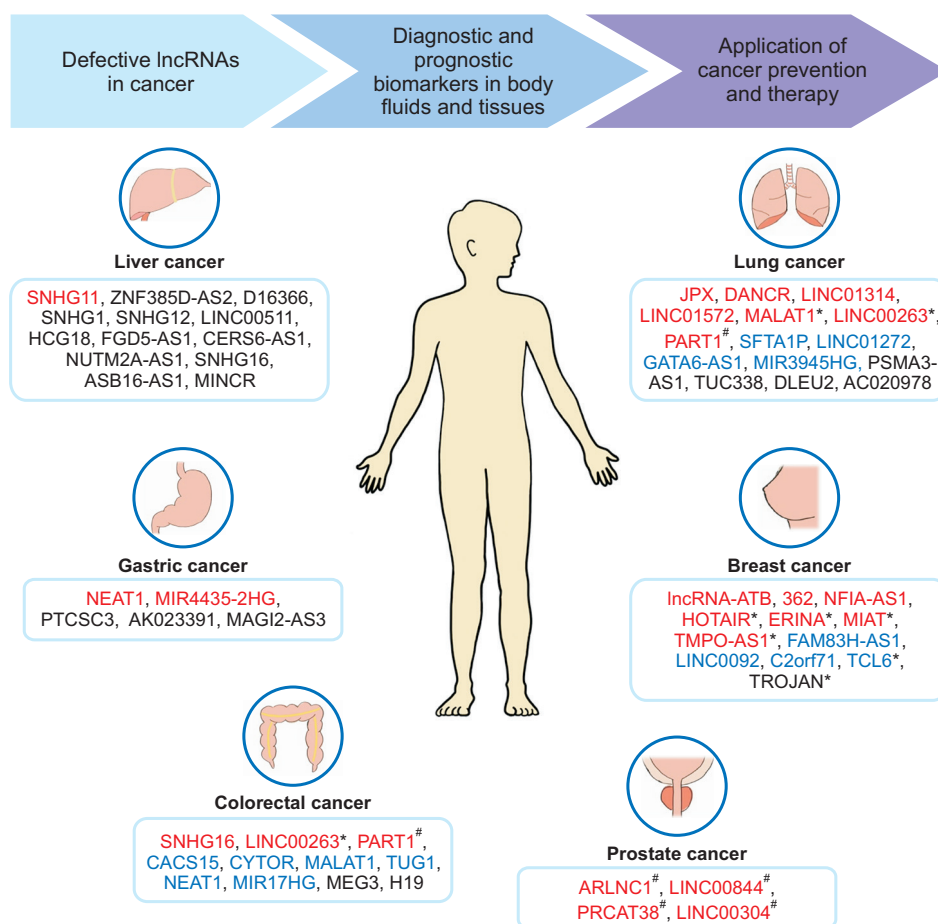 Defective lncRNAs
in cancer
Diagnostic and
prognostic
biomarkers in body
fluids and tissues
Application of
cancer prevention
and therapy
Liver cancer
SNHG11, ZNF385D-AS2, D16366,
SNHG1, SNHG12, LINC00511,
HCG18, FGD5-AS1, CERS6-AS1,
NUTM2A-AS1, SNHG16,
ASB16-AS1, MINCR
Lung cancer
JPX, DANCR, LINC01314,
LINC01572, MALAT1*, LINC00263*,
PART1#, SFTA1P, LINC01272,
GATA6-AS1, MIR3945HG, PSMA3-
AS1, TUC338, DLEU2, AC020978
Gastric cancer
NEAT1, MIR4435-2HG,
PTCSC3, AK023391, MAGI2-AS3
Breast cancer
lncRNA-ATB, 362, NFIA-AS1,
HOTAIR*, ERINA*, MIAT*,
TMPO-AS1*, FAM83H-AS1,
LINC0092, C2orf71, TCL6*,
TROJAN*
Colorectal cancer
SNHG16, LINC00263*, PART1#
CACS15, CYTOR, MALAT1, TUG1,
NEAT1, MIR17HG, MEG3, H19
Prostate cancer
ARLNC1#, LINC00844#,
PRCAT38#, LINC00304#